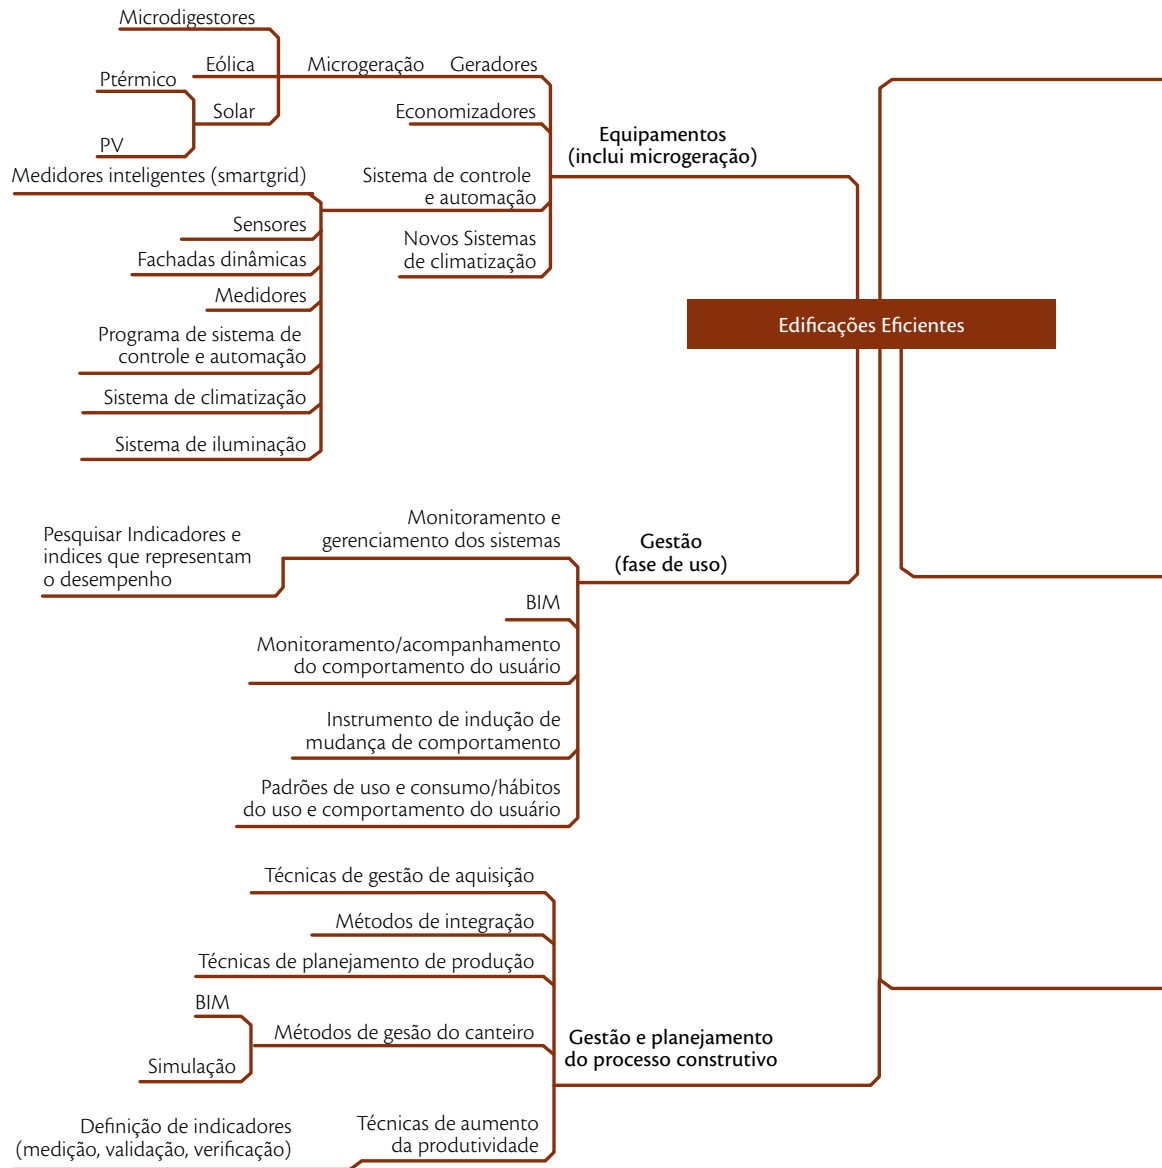 Microdigestores
Eólica
Microgeração
Geradores
Ptérmico
Solar
PV
Economizadores
Equipamentos
(inclui microgeração)
Medidores inteligentes (smartgrid)
Sistema de controle
e automação
Sensores
Novos Sistemas
de climatização
Fachadas dinâmicas
Medidores
Programa de sistema de
controle e automação
Sistema de climatização
Sistema de iluminação
Edificações Eficientes
Pesquisar Indicadores e
indices que representam
o desempenho
Monitoramento e
gerenciamento dos sistemas
Gestão
(fase de uso)
BIM
Monitoramento/acompanhamento
do comportamento do usuário
Instrumento de indução de
mudança de comportamento
Padrões de uso e consumo/hábitos
do uso e comportamento do usuário
Técnicas de gestão de aquisição
Métodos de integração
Técnicas de planejamento de produção
BIM
Métodos de gesão do canteiro
Simulação
Gestão e planejamento
do processo construtivo
Definição de indicadores
(medição, validação, verificação)
Técnicas de aumento
da produtividade